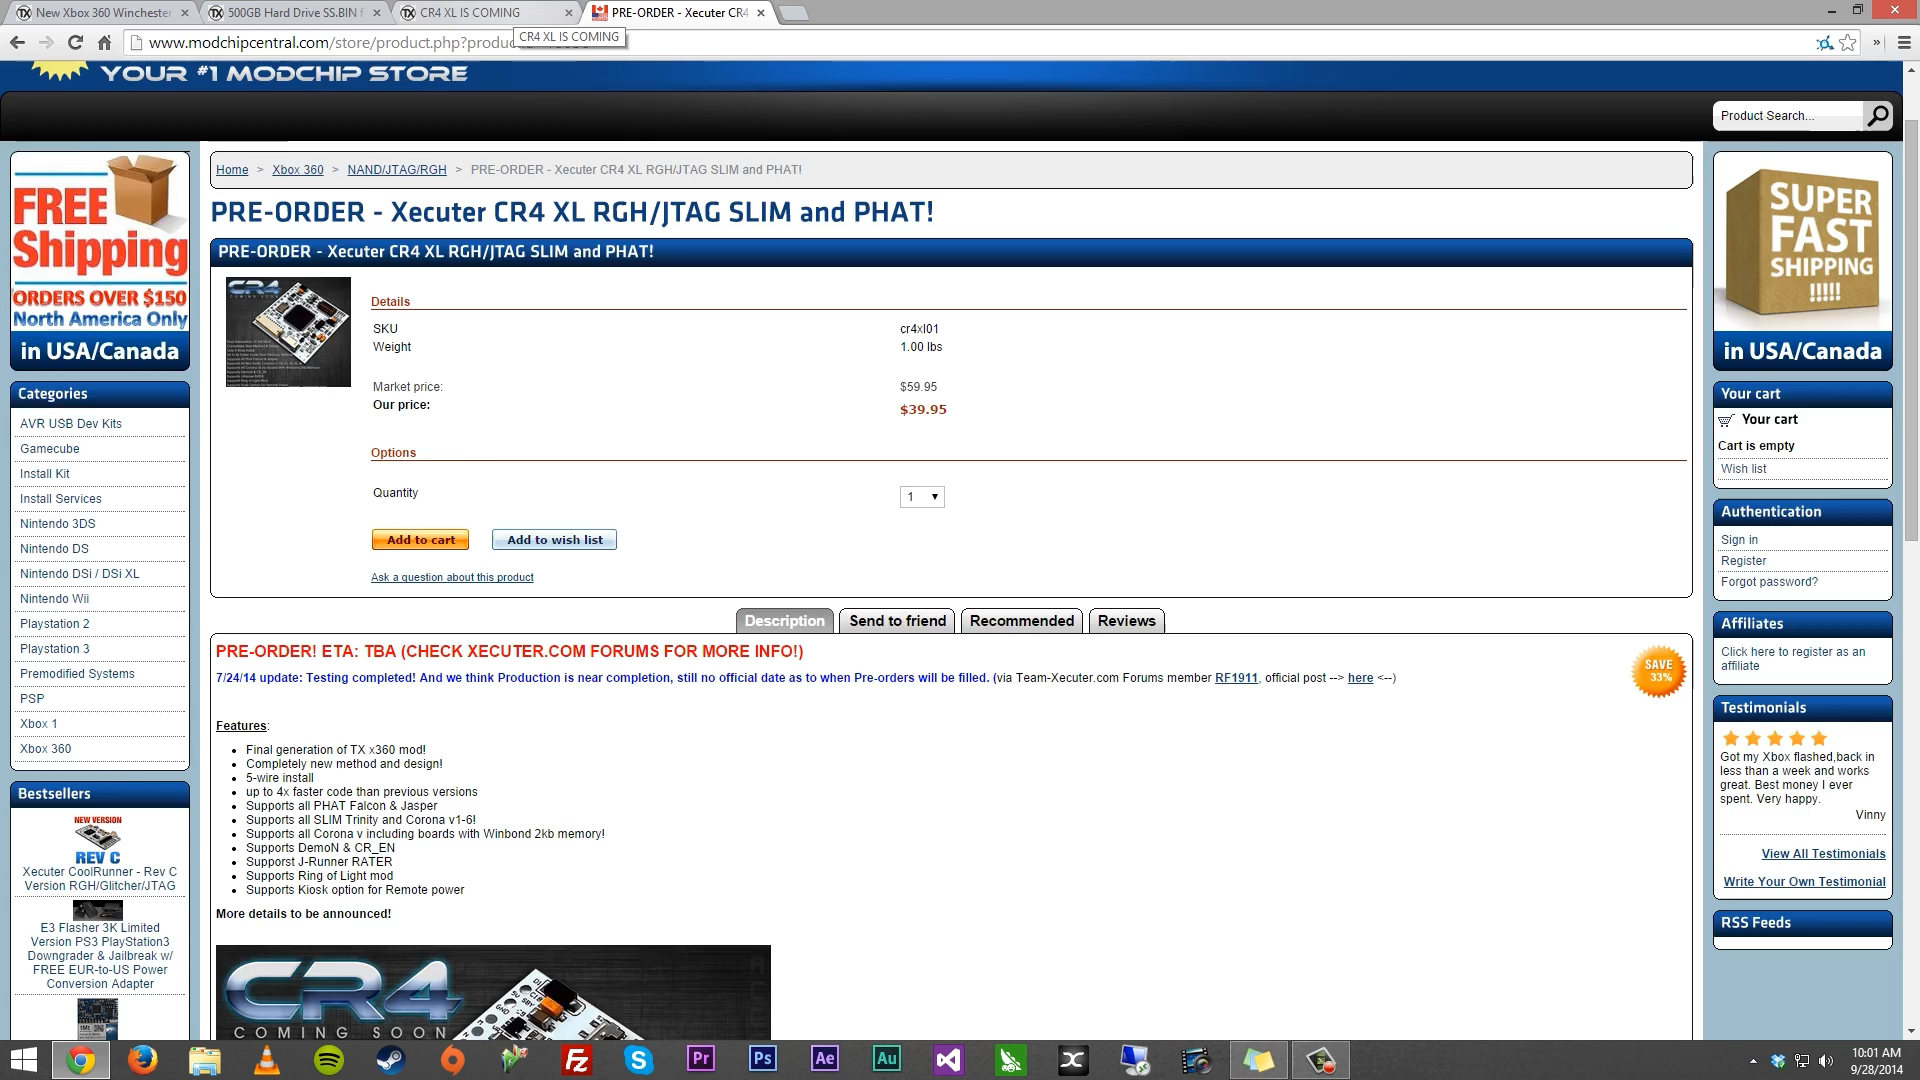 New Xbox 360 Winchester
500GB Hard Drive SS.BIN f
CR4 XL IS COMING
PRE-ORDER - Xecuter CR4
www.modchipcentral.com/store/product.php?produc
CR4 XL IS COMING
YOUR #1 MODCHIP STORE
Product Search...
FREE
Shipping
ORDERS OVER $150
North America Only
in USA/Canada
Categories
AVR USB Dev Kits
Gamecube
Install Kit
Install Services
Nintendo 3DS
Nintendo DS
Nintendo DSi / DSi XL
Nintendo Wii
Playstation 2
Playstation 3
Premodified Systems
PSP
Xbox 1
Xbox 360
Bestsellers
NEW VERSION
REV C
Xecuter CoolRunner - Rev C
Version RGH/Glitcher/JTAG
E3 Flasher 3K Limited
Version PS3 PlayStation3
Downgrader & Jailbreak w/
FREE EUR-to-US Power
Conversion Adapter
Home > Xbox 360 > NAND/JTAG/RGH > PRE-ORDER - Xecuter CR4 XL RGH/JTAG SLIM and PHAT!
PRE-ORDER - Xecuter CR4 XL RGH/JTAG SLIM and PHAT!
PRE-ORDER - Xecuter CR4 XL RGH/JTAG SLIM and PHAT!
CR4
COMING SOON
Details
SKU cr4xl01
Weight 1.00 lbs
Market price: $59.95
Our price: $39.95
Options
Quantity 1
Add to cart Add to wish list
Ask a question about this product
Description Send to friend Recommended Reviews
PRE-ORDER! ETA: TBA (CHECK XECUTER.COM FORUMS FOR MORE INFO!)
7/24/14 update: Testing completed! And we think Production is near completion, still no official date as to when Pre-orders will be filled. (via Team-Xecuter.com Forums member RF1911, official post --> here <--)
SAVE
33%
Features:
Final generation of TX x360 mod!
Completely new method and design!
5-wire install
up to 4x faster code than previous versions
Supports all PHAT Falcon & Jasper
Supports all SLIM Trinity and Corona v1-6!
Supports all Corona v including boards with Winbond 2kb memory!
Supports DemoN & CR_EN
Supporst J-Runner RATER
Supports Ring of Light mod
Supports Kiosk option for Remote power
More details to be announced!
CR4
COMING SOON
SUPER
FAST
SHIPPING
!!!!!
in USA/Canada
Your cart
Your cart
Cart is empty
Wish list
Authentication
Sign in
Register
Forgot password?
Affiliates
Click here to register as an
affiliate
Testimonials
Got my Xbox flashed,back in
less than a week and works
great. Best money I ever
spent. Very happy.
Vinny
View All Testimonials
Write Your Own Testimonial
RSS Feeds
Pr
Ps
Ae
Au
10:01 AM
9/28/2014